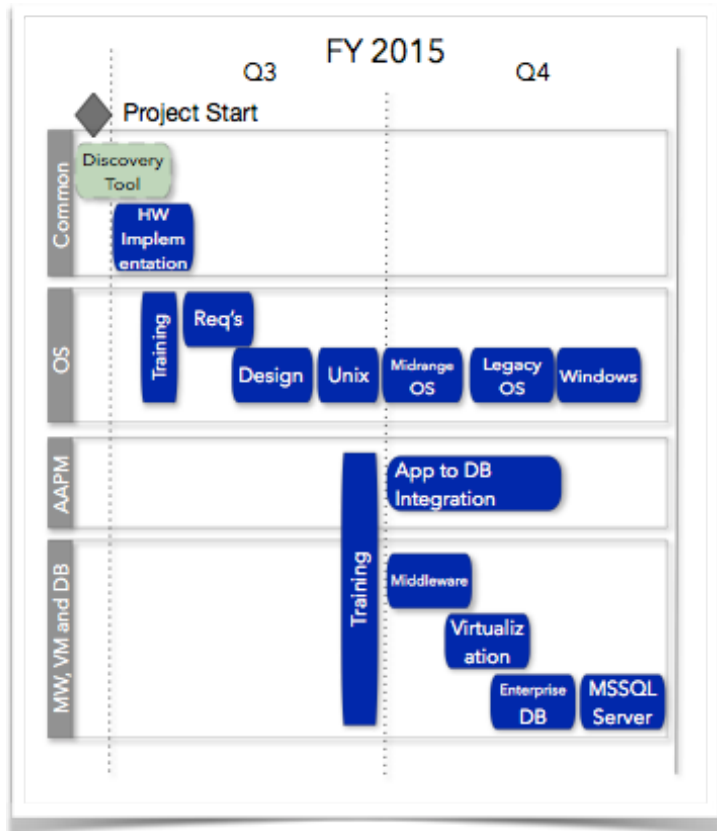 FY 2015
Q3
Q4
Project Start
Common
Discovery
Tool
HW
Implem
entation
OS
Training
Req's
Design
Unix
Midrange
OS
Legacy
OS
Windows
AAPM
App to DB
Integration
Training
MW, VM and DB
Middleware
Virtualiz
ation
Enterprise
DB
MSSQL
Server